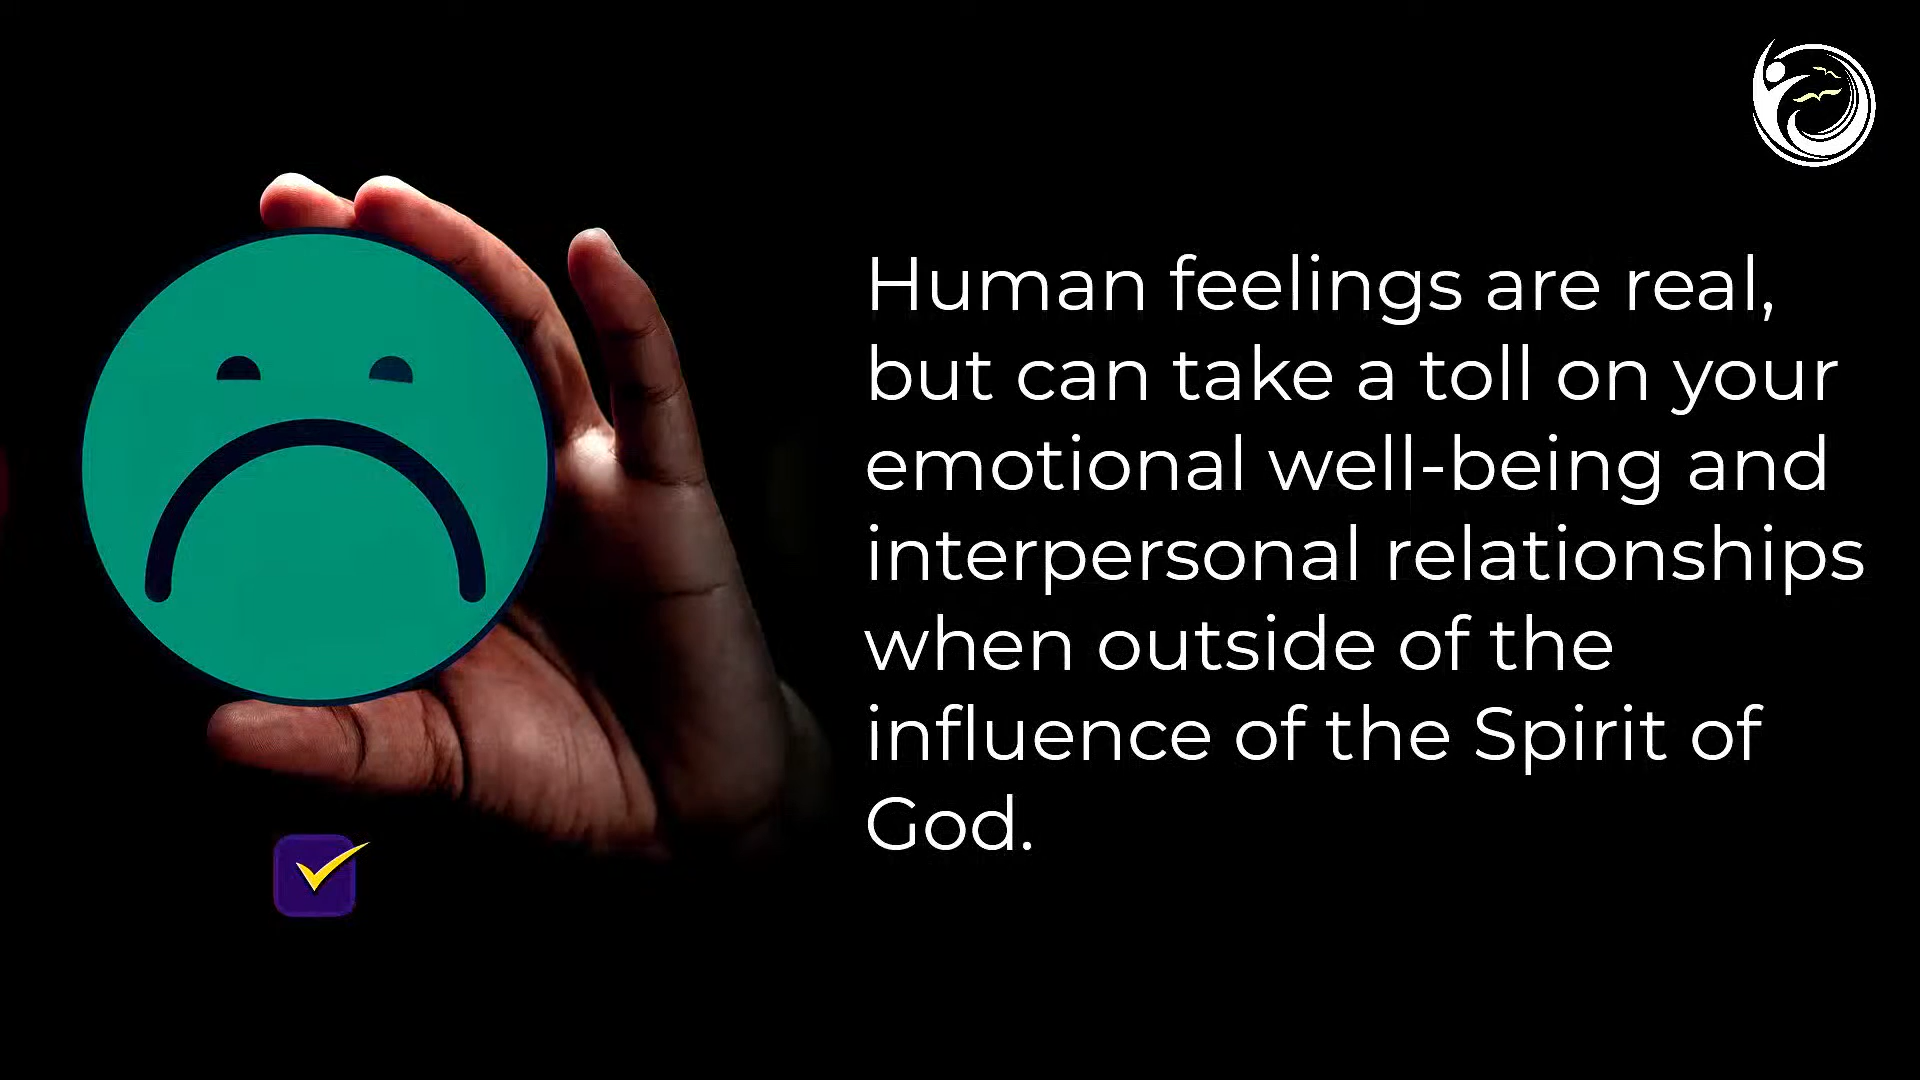 Human feelings are real,
but can take a toll on your
emotional well-being and
interpersonal relationships
when outside of the
influence of the Spirit of
God.